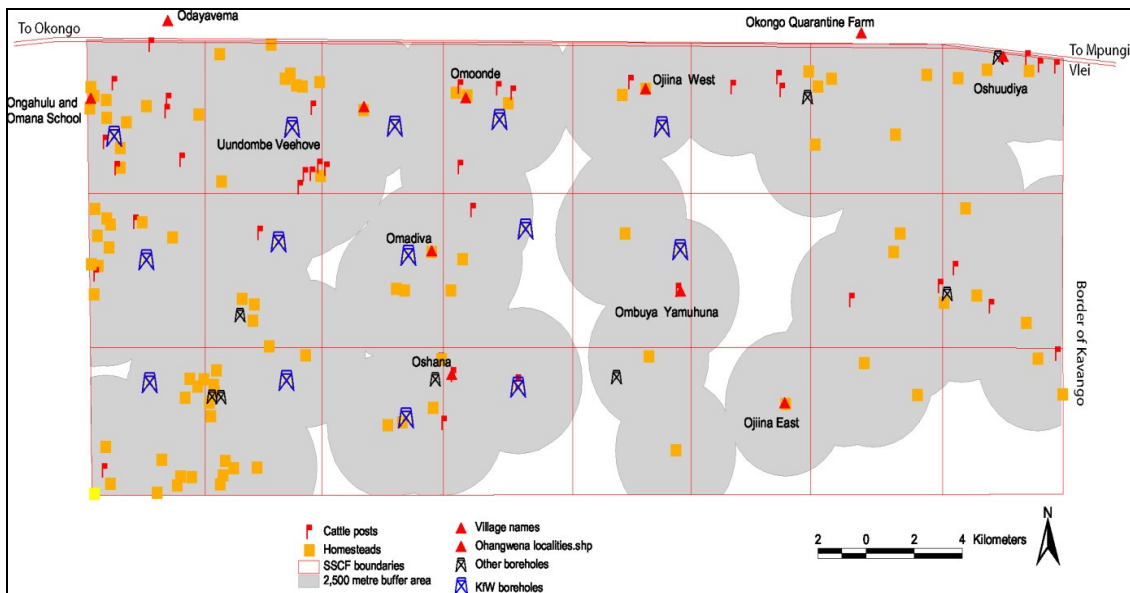 Odayavema
Okongo Quarantine Farm
To Okongo
To Mpungi
Vlei
Oshuudiya
Omoonde
Ojiina West
Ongahulu and
Omana School
Uundombe Veehove
Omadiva
Ombuya Yamuhuna
Border of Kavango
Oshana
Ojiina East
Cattle posts
Homesteads
SSCF boundaries
2,500 metre buffer area
Village names
Ohangwena localities.shp
Other boreholes
KfW boreholes
2 0 2 4 Kilometers
N